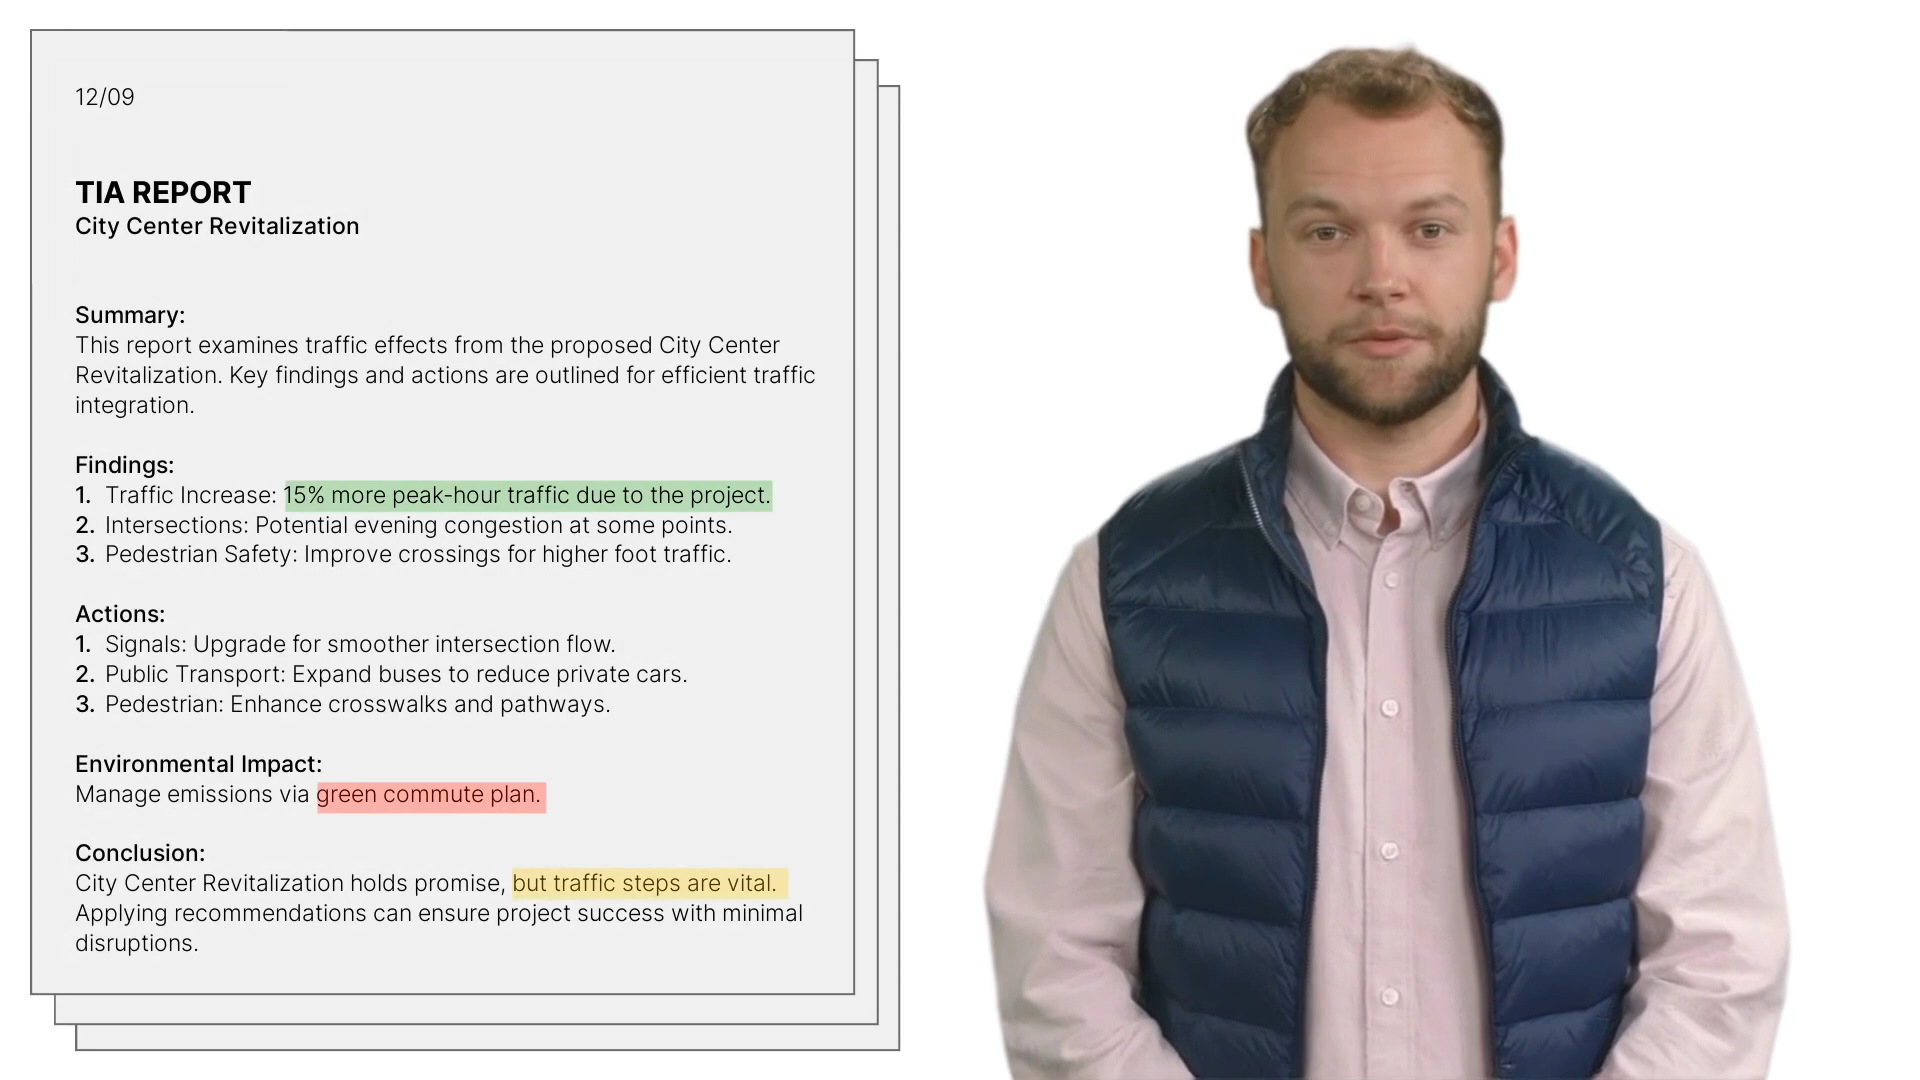 12/09
TIA REPORT
City Center Revitalization
Summary:
This report examines traffic effects from the proposed City Center
Revitalization. Key findings and actions are outlined for efficient traffic
integration.
Findings:
1. Traffic Increase: 15% more peak-hour traffic due to the project.
2. Intersections: Potential evening congestion at some points.
3. Pedestrian Safety: Improve crossings for higher foot traffic.
Actions:
1. Signals: Upgrade for smoother intersection flow.
2. Public Transport: Expand buses to reduce private cars.
3. Pedestrian: Enhance crosswalks and pathways.
Environmental Impact:
Manage emissions via green commute plan.
Conclusion:
City Center Revitalization holds promise, but traffic steps are vital.
Applying recommendations can ensure project success with minimal
disruptions.